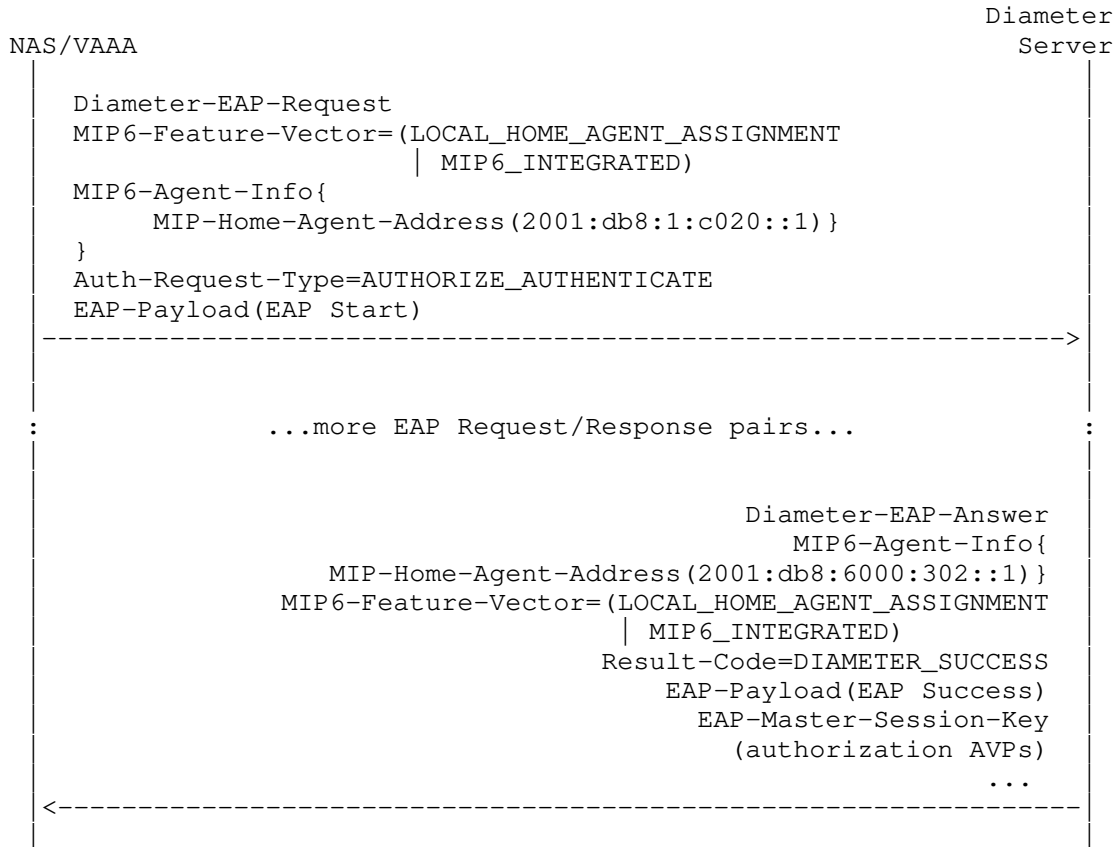 Diameter
NAS/VAAA Server
Diameter-EAP-Request
MIP6-Feature-Vector=(LOCAL_HOME_AGENT_ASSIGNMENT
| MIP6_INTEGRATED)
MIP6-Agent-Info{
MIP-Home-Agent-Address(2001:db8:1:c020::1)}
}
Auth-Request-Type=AUTHORIZE_AUTHENTICATE
EAP-Payload(EAP Start)
...more EAP Request/Response pairs...
Diameter-EAP-Answer
MIP6-Agent-Info{
MIP-Home-Agent-Address(2001:db8:6000:302::1)}
MIP6-Feature-Vector=(LOCAL_HOME_AGENT_ASSIGNMENT
| MIP6_INTEGRATED)
Result-Code=DIAMETER_SUCCESS
EAP-Payload(EAP Success)
EAP-Master-Session-Key
(authorization AVPs)
...